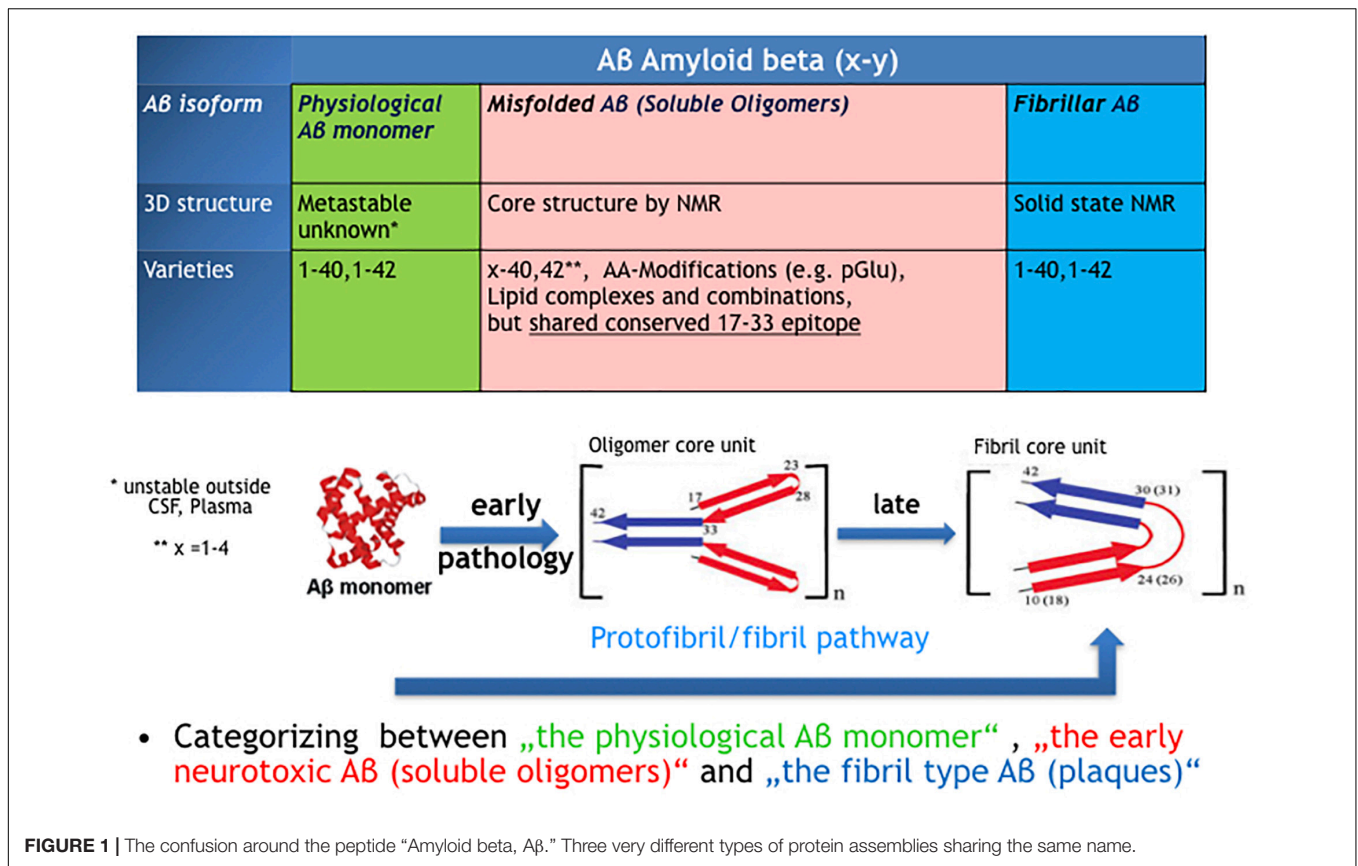 Aß Amyloid beta (x-y)
Aß isoform
Physiological
Aß monomer
Misfolded Aß (Soluble Oligomers)
Fibrillar Aß
3D structure
Metastable
unknown*
Core structure by NMR
Solid state NMR
Varieties
1-40,1-42
x-40,42**, AA-Modifications (e.g. pGlu),
Lipid complexes and combinations,
but shared conserved 17-33 epitope
1-40,1-42
* unstable outside
CSF, Plasma
** x =1-4
Aβ monomer
early
pathology
Oligomer core unit
23
17
28
42
33
n
late
Fibril core unit
42
30 (31)
24 (26)
10 (18)
n
Protofibril/fibril pathway
• Categorizing between „the physiological Aß monomer“ , „the early
neurotoxic Aß (soluble oligomers)“ and „the fibril type Aß (plaques)“
FIGURE 1 | The confusion around the peptide “Amyloid beta, Aβ.” Three very different types of protein assemblies sharing the same name.